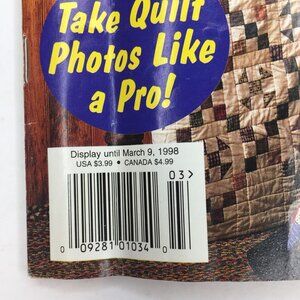 Take Quilt
Photos Like
a Pro!
Display until March 9, 1998
USA $3.99 • CANADA $4.99
03>
0 09281 01034 0